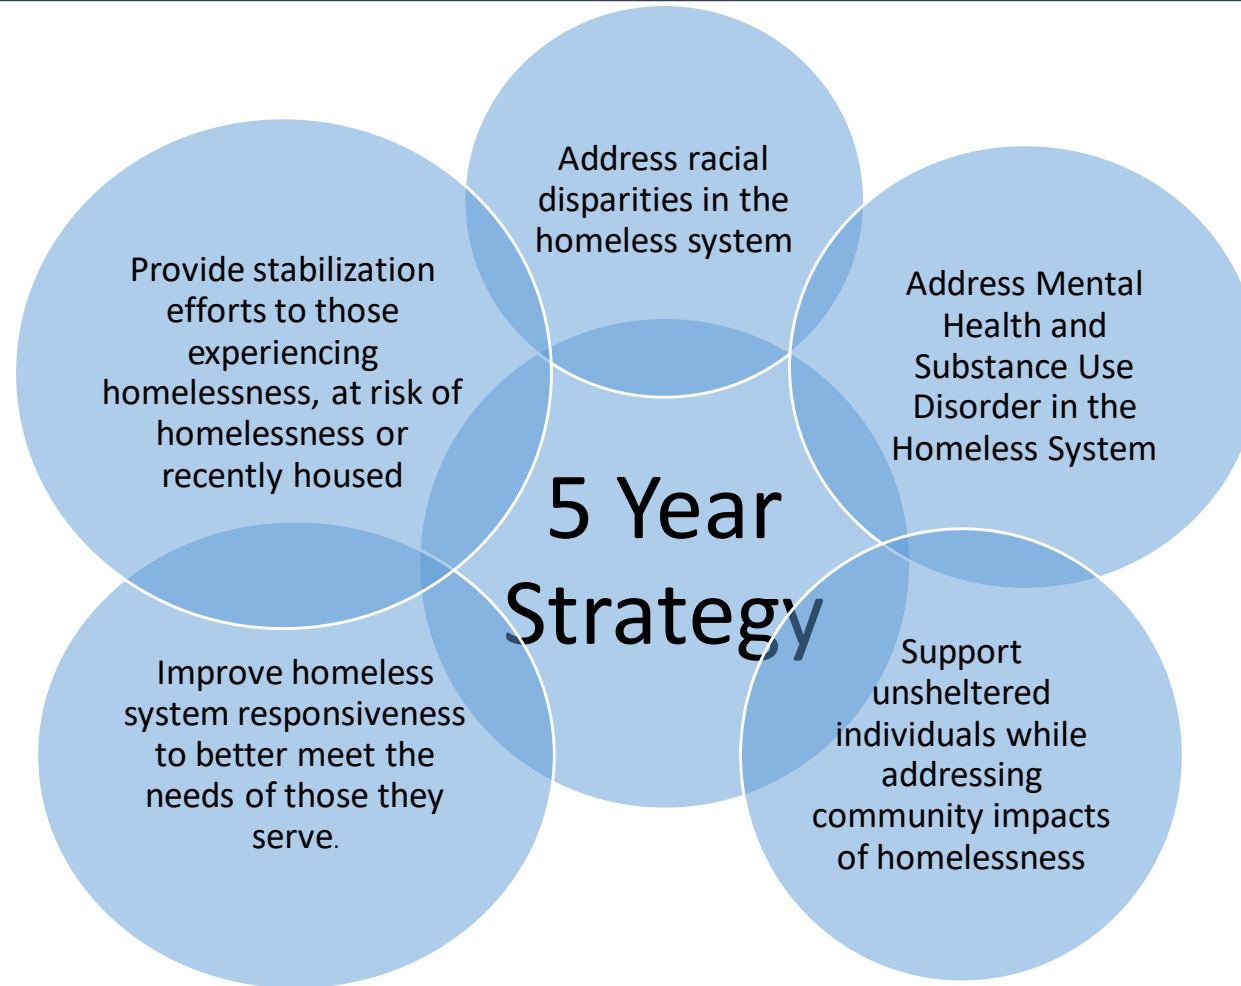 Address racial
disparities in the
homeless system
Provide stabilization
efforts to those
experiencing
homelessness, at risk of
homelessness or
recently housed
Address Mental
Health and
Substance Use
Disorder in the
Homeless System
5 Year
Strategy
Improve homeless
system responsiveness
to better meet the
needs of those they
serve.
Support
unsheltered
individuals while
addressing
community impacts
of homelessness